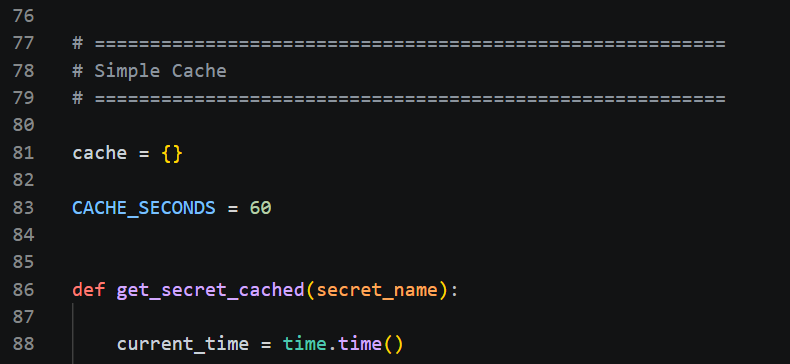 76
77 # =========================================================
78 # Simple Cache
79 # =========================================================
80
81 cache = {}
82
83 CACHE_SECONDS = 60
84
85
86 def get_secret_cached(secret_name):
87
88 current_time = time.time()